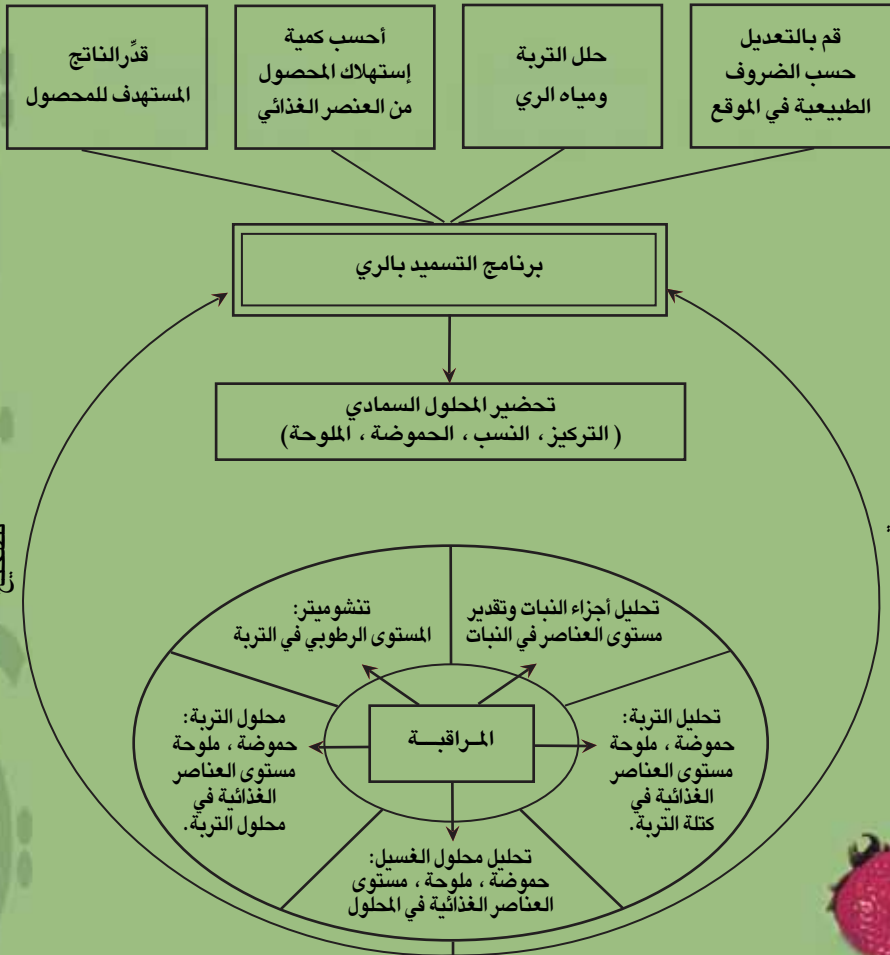 قم بالتعديل
حسب الضروف
الطبيعية في الموقع
حلل التربة
ومياه الري
أحسب كمية
إستهلاك المحصول
من العنصر الغذائي
قدِّر الناتج
المستهدف للمحصول
برنامج التسميد بالري
تحضير المحلول السمادي
(التركيز ، النسب ، الحموضة ، الملوحة)
تحليل أجزاء النبات وتقدير
مستوى العناصر في النبات
تنشوميتر:
المستوى الرطوبي في التربة
المراقبــة
تحليل التربة:
حموضة ، ملوحة
مستوى العناصر
الغذائية في
كتلة التربة.
محلول التربة:
حموضة ، ملوحة
مستوى العناصر
الغذائية في
محلول التربة.
تحليل محلول الغسيل:
حموضة ، ملوحة ، مستوى
العناصر الغذائية في المحلول